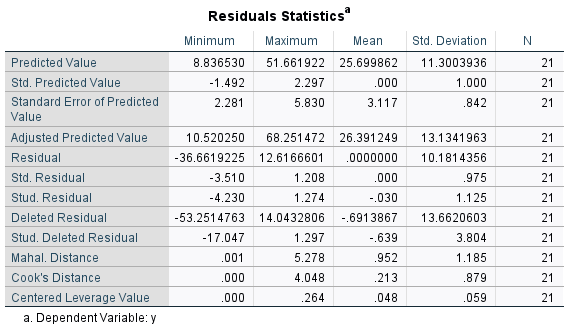 Residuals Statisticsa
Minimum Maximum Mean Std. Deviation N
Predicted Value 8.836530 51.661922 25.699862 11.3003936 21
Std. Predicted Value -1.492 2.297 .000 1.000 21
Standard Error of Predicted 2.281 5.830 3.117 .842 21
Value
Adjusted Predicted Value 10.520250 68.251472 26.391249 13.1341963 21
Residual -36.6619225 12.6166601 .0000000 10.1814356 21
Std. Residual -3.510 1.208 .000 .975 21
Stud. Residual -4.230 1.274 -.030 1.125 21
Deleted Residual -53.2514763 14.0432806 -.6913867 13.6620603 21
Stud. Deleted Residual -17.047 1.297 -.639 3.804 21
Mahal. Distance .001 5.278 .952 1.185 21
Cook's Distance .000 4.048 .213 .879 21
Centered Leverage Value .000 .264 .048 .059 21
a. Dependent Variable: y